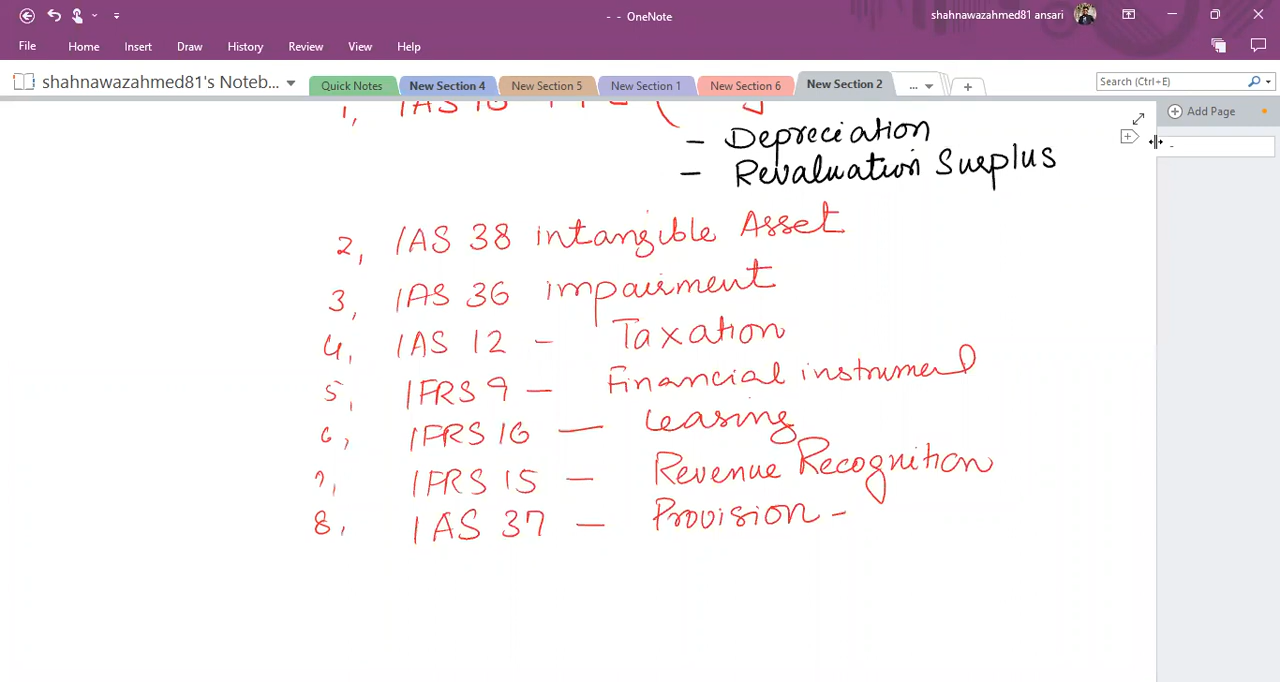 - - OneNote
shahnawazahmed81 ansari
File Home Insert Draw History Review View Help
shahnawazahmed81's Noteb... Quick Notes New Section 4 New Section 5 New Section 1 New Section 6 New Section 2 ... + Search (Ctrl+E)
Add Page
-
1, IAS 16
- Depreciation
- Revaluation Surplus
2, IAS 38 intangible Asset
3, IAS 36 impairment
4, IAS 12 - Taxation
5, IFRS 9 - Financial instrument
6, IFRS 16 - Leasing
7, IFRS 15 - Revenue Recognition
8, IAS 37 - Provision -